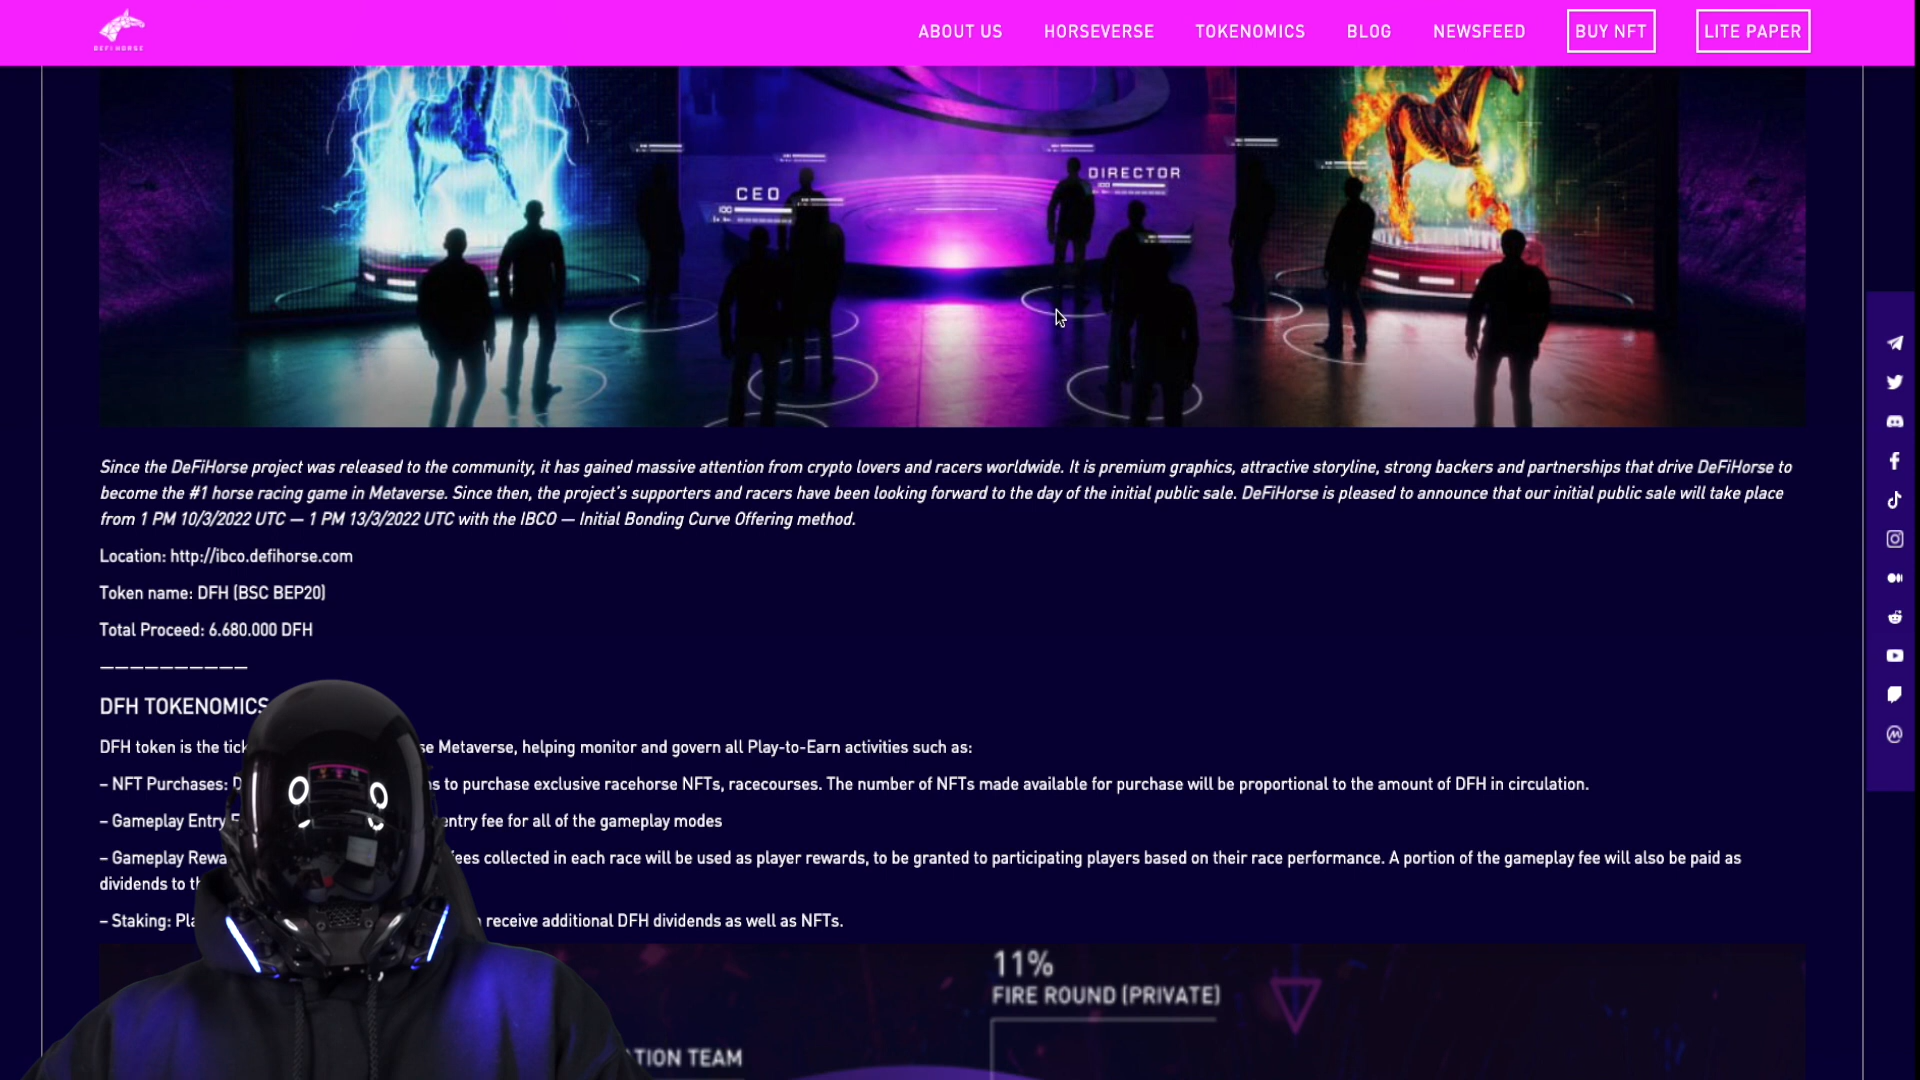 DEFIHORSE
ABOUT US HORSEVERSE TOKENOMICS BLOG NEWSFEED BUY NFT LITE PAPER
CEO
100
DIRECTOR
100
Since the DeFiHorse project was released to the community, it has gained massive attention from crypto lovers and racers worldwide. It is premium graphics, attractive storyline, strong backers and partnerships that drive DeFiHorse to
become the #1 horse racing game in Metaverse. Since then, the project's supporters and racers have been looking forward to the day of the initial public sale. DeFiHorse is pleased to announce that our initial public sale will take place
from 1 PM 10/3/2022 UTC — 1 PM 13/3/2022 UTC with the IBCO — Initial Bonding Curve Offering method.
Location: http://ibco.defihorse.com
Token name: DFH (BSC BEP20)
Total Proceed: 6.680.000 DFH
——————————
DFH TOKENOMICS
DFH token is the se Metaverse, helping monitor and govern all Play-to-Earn activities such as:
– NFT Purchases: to purchase exclusive racehorse NFTs, racecourses. The number of NFTs made available for purchase will be proportional to the amount of DFH in circulation.
– Gameplay Entry entry fee for all of the gameplay modes
– Gameplay fees collected in each race will be used as player rewards, to be granted to participating players based on their race performance. A portion of the gameplay fee will also be paid as
dividends to
– Staking: receive additional DFH dividends as well as NFTs.
11%
FIRE ROUND (PRIVATE)
TION TEAM